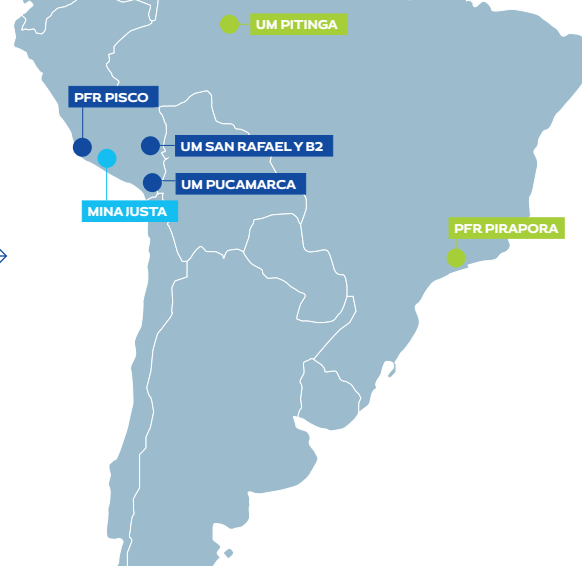 UM PITINGA
PFR PISCO
UM SAN RAFAEL Y B2
UM PUCAMARCA
MINA JUSTA
PFR PIRAPORA